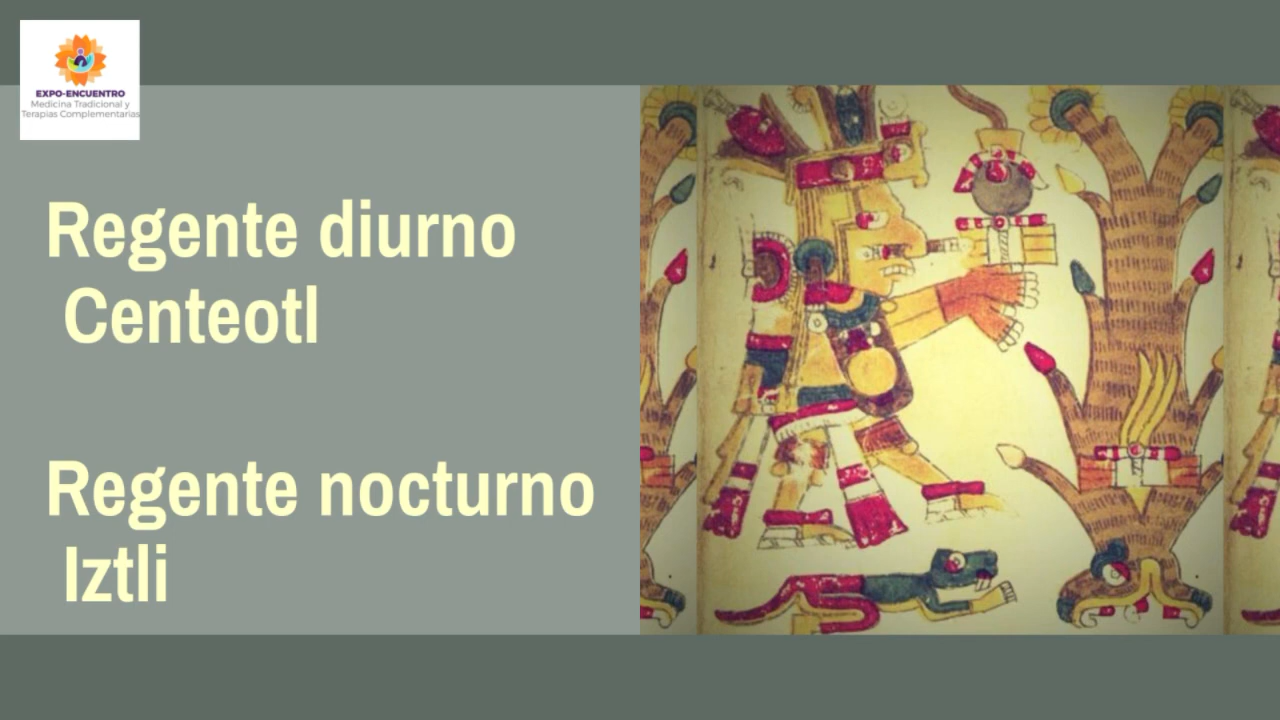 EXPO-ENCUENTRO
Medicina Tradicional y
Terapias Complementarias
Regente diurno
Centeotl
Regente nocturno
Iztli